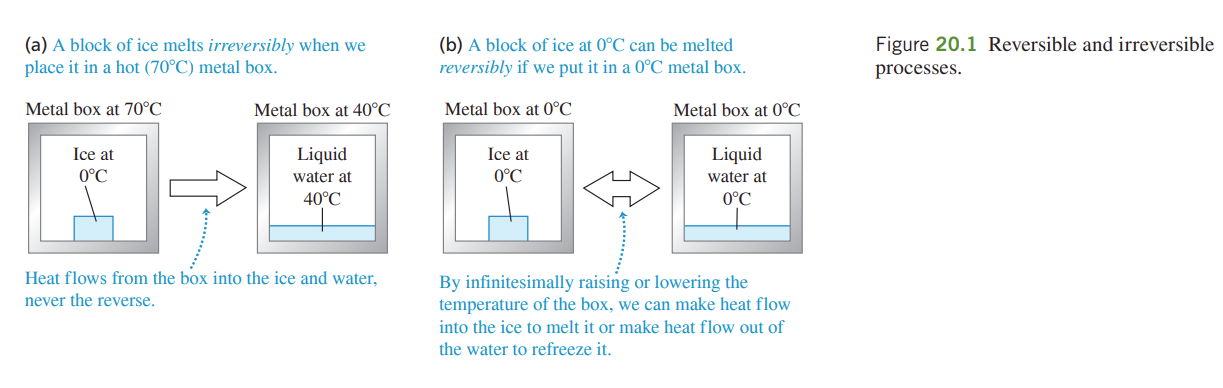 (a) A block of ice melts irreversibly when we
place it in a hot (70°C) metal box.
Metal box at 70°C
Metal box at 40°C
Ice at
0°C
Liquid
water at
40°C
Heat flows from the box into the ice and water,
never the reverse.
(b) A block of ice at 0°C can be melted
reversibly if we put it in a 0°C metal box.
Metal box at 0°C
Metal box at 0°C
Ice at
0°C
Liquid
water at
0°C
By infinitesimally raising or lowering the
temperature of the box, we can make heat flow
into the ice to melt it or make heat flow out of
the water to refreeze it.
Figure 20.1 Reversible and irreversible
processes.